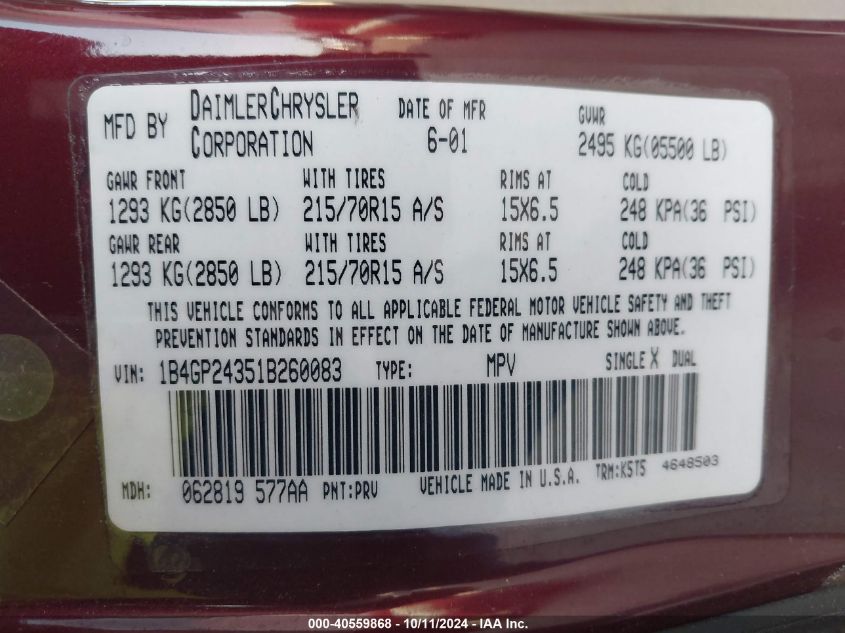 MFD BY DAIMLERCHRYSLER CORPORATION DATE OF MFR 6-01 GVWR 2495 KG(05500 LB)
GAWR FRONT WITH TIRES RIMS AT COLD
1293 KG(2850 LB) 215/70R15 A/S 15X6.5 248 KPA(36 PSI)
GAWR REAR WITH TIRES RIMS AT COLD
1293 KG(2850 LB) 215/70R15 A/S 15X6.5 248 KPA(36 PSI)
THIS VEHICLE CONFORMS TO ALL APPLICABLE FEDERAL MOTOR VEHICLE SAFETY AND THEFT
PREVENTION STANDARDS IN EFFECT ON THE DATE OF MANUFACTURE SHOWN ABOVE.
VIN: 1B4GP24351B260083 TYPE: MPV SINGLE X DUAL
MDH: 062819 577AA PNT:PRV VEHICLE MADE IN U.S.A. TRM:K5T5 4648503
000-40559868 - 10/11/2024 - IAA Inc.